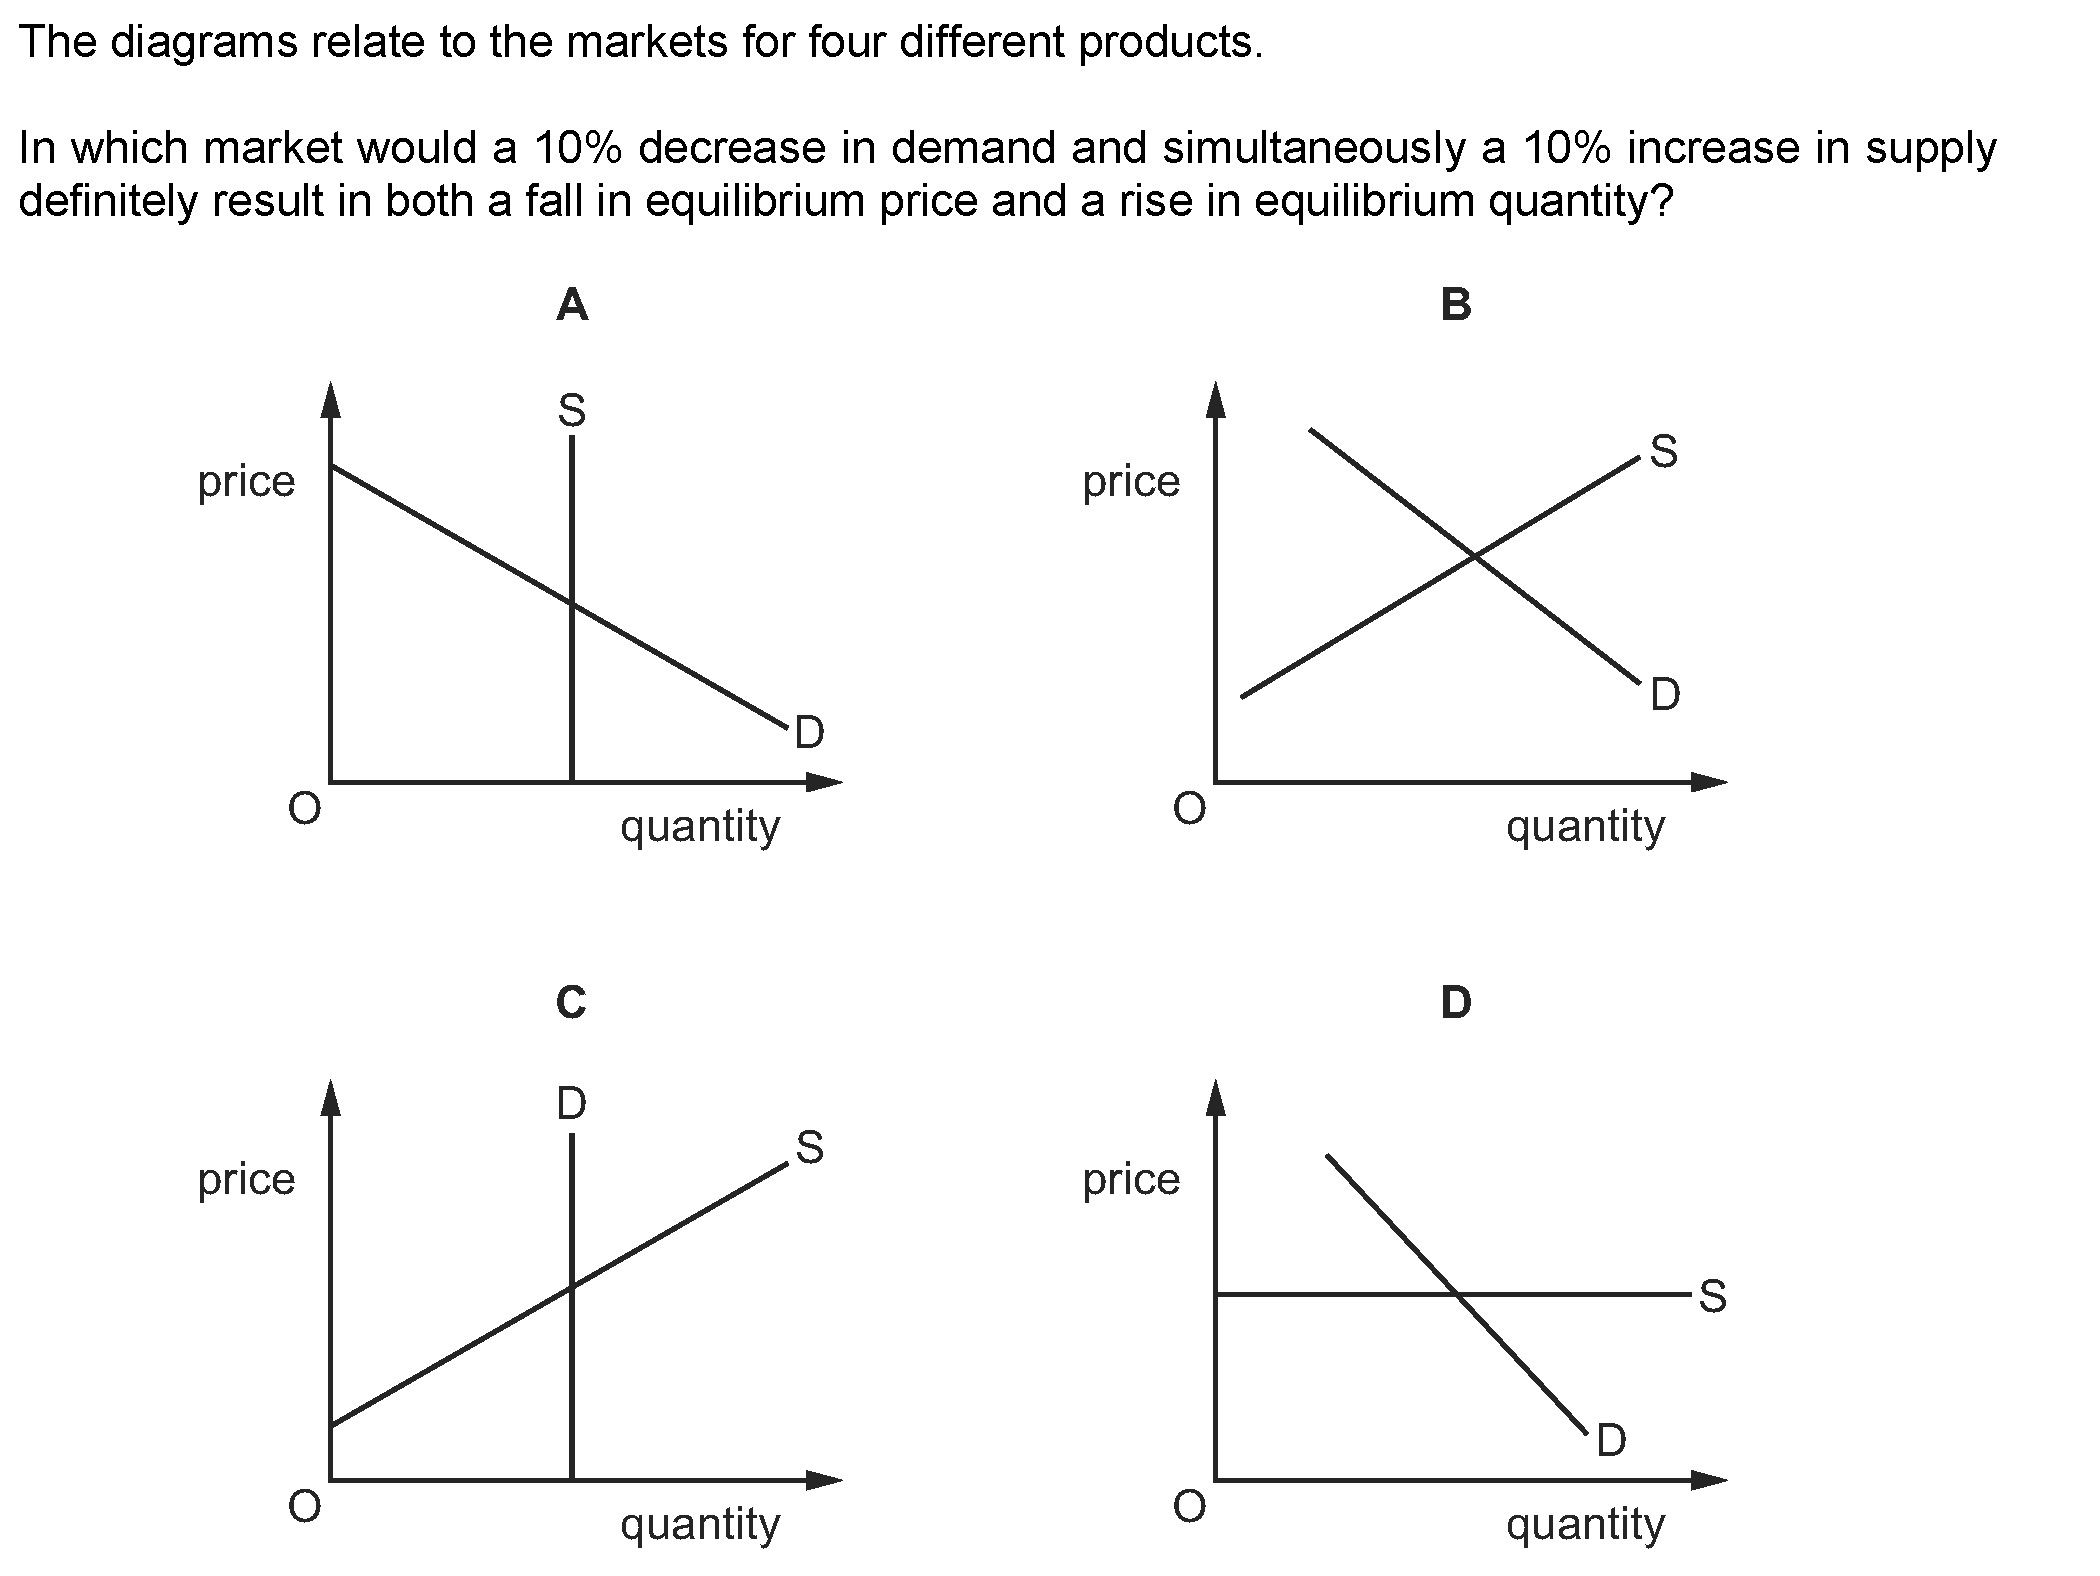 The diagrams relate to the markets for four different products.
In which market would a 10% decrease in demand and simultaneously a 10% increase in supply
definitely result in both a fall in equilibrium price and a rise in equilibrium quantity?
A
S
price
D
O
quantity
B
S
price
D
O
quantity
C
D
S
price
O
quantity
D
price
S
D
O
quantity